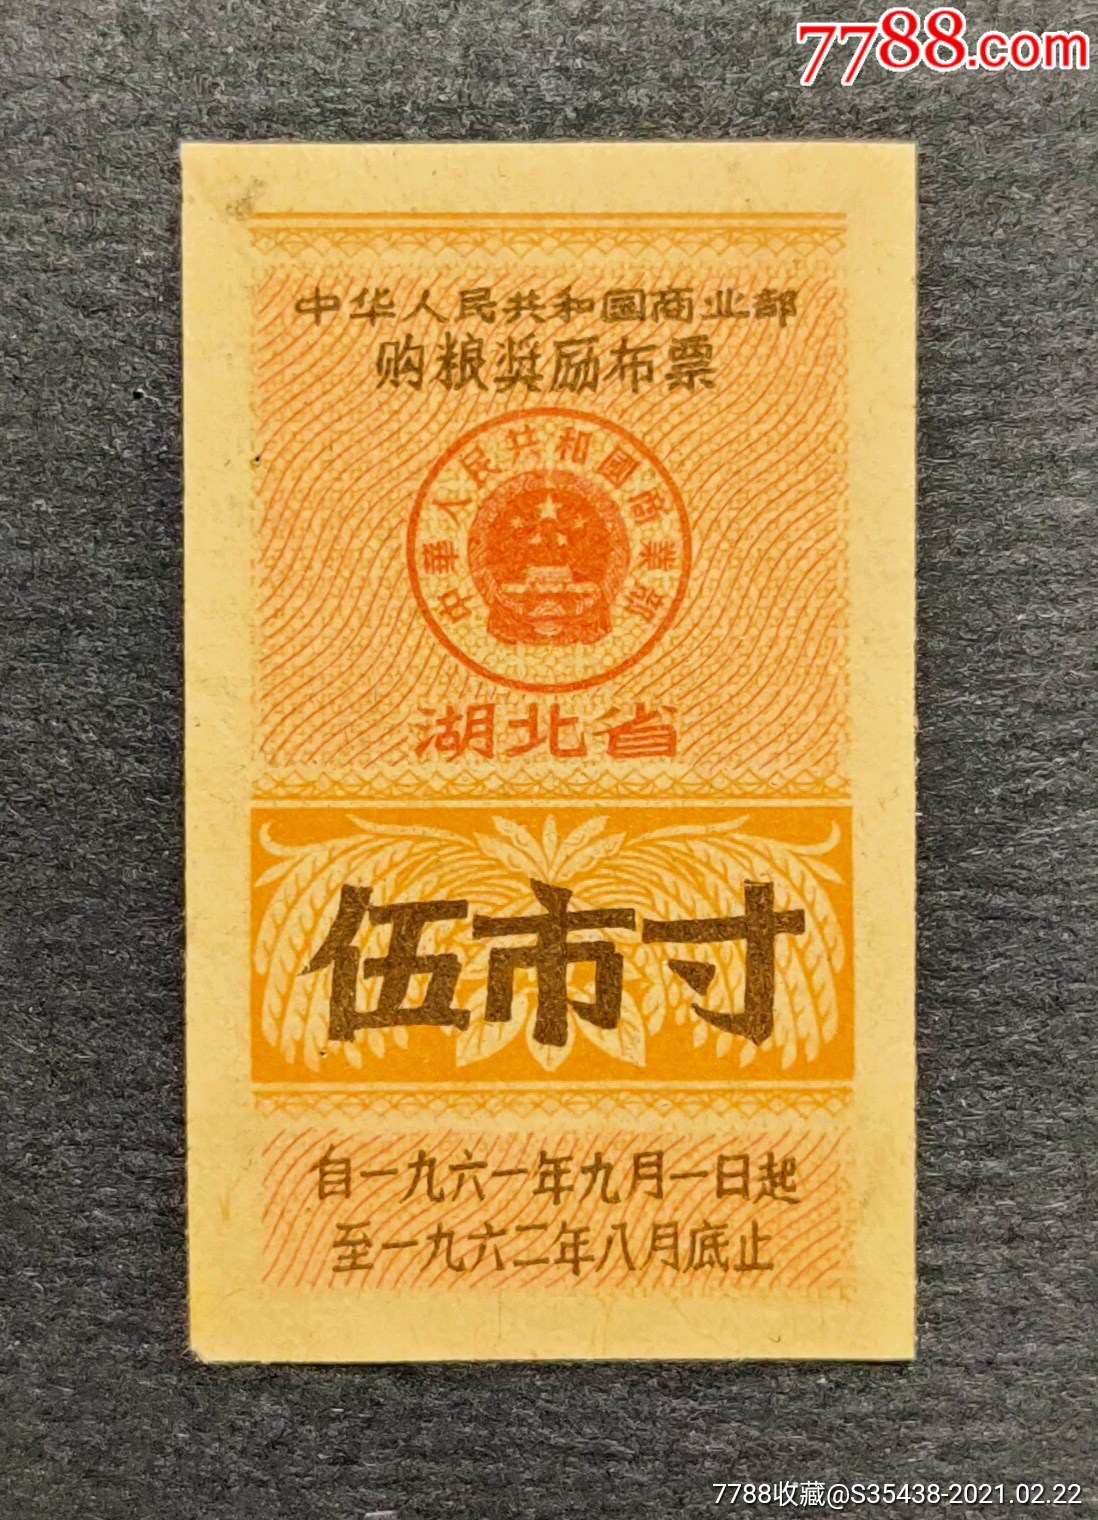 7788.com
中华人民共和国商业部
购粮奖励布票
中華人民共和國商業部
湖北省
伍市寸
自一九六一年九月一日起
至一九六二年八月底止
7788收藏@S35438-2021.02.22